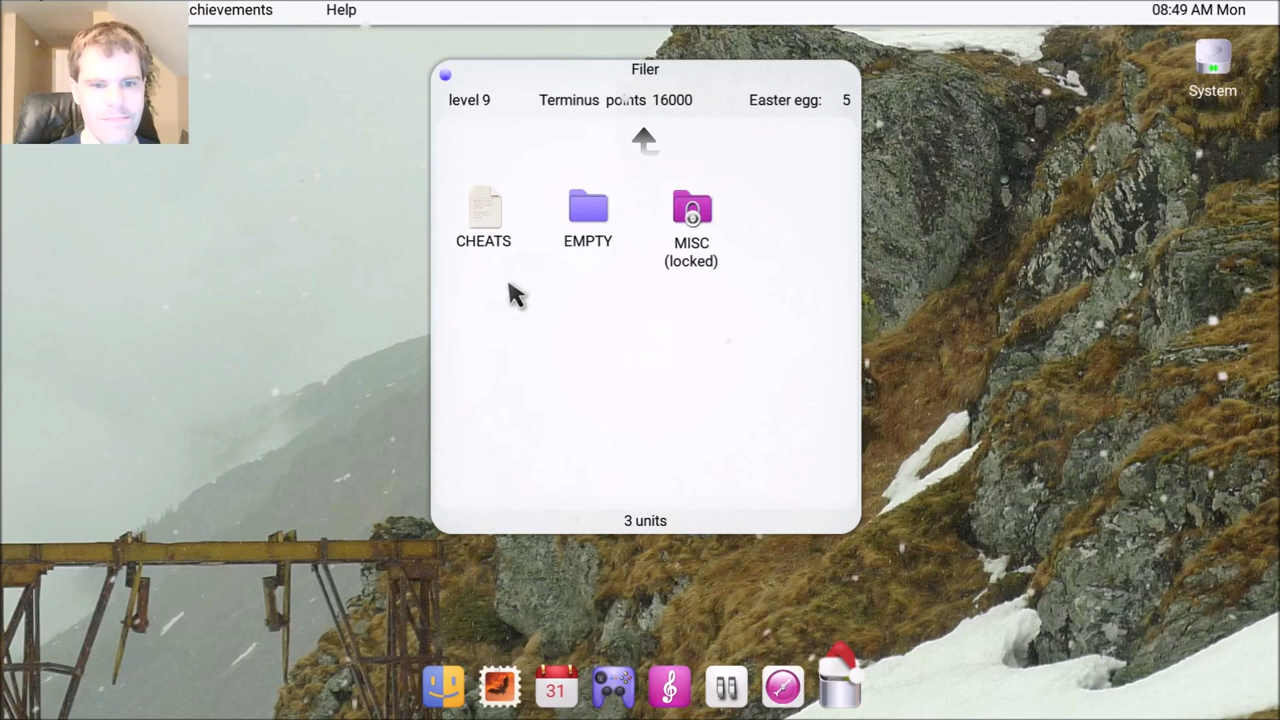 chievements Help 08:49 AM Mon
Filer
level 9 Terminus points 16000 Easter egg: 5
System
CHEATS EMPTY MISC
(locked)
3 units
31